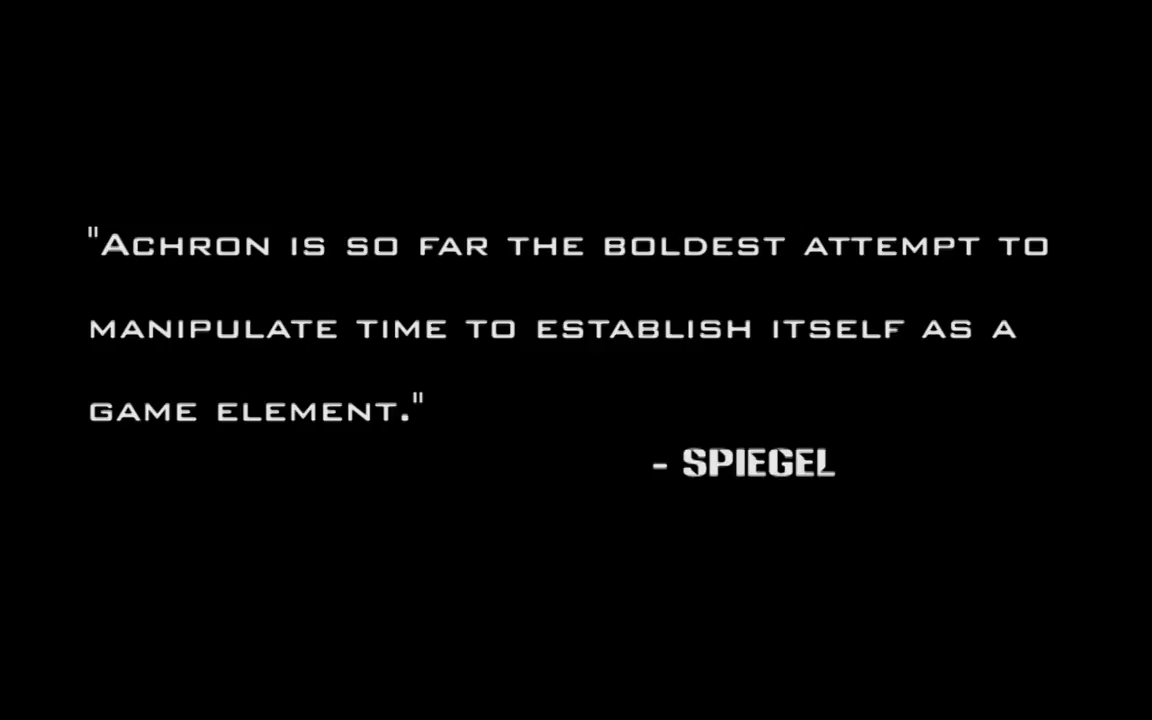 "Achron is so far the boldest attempt to
manipulate time to establish itself as a
game element."
- SPIEGEL